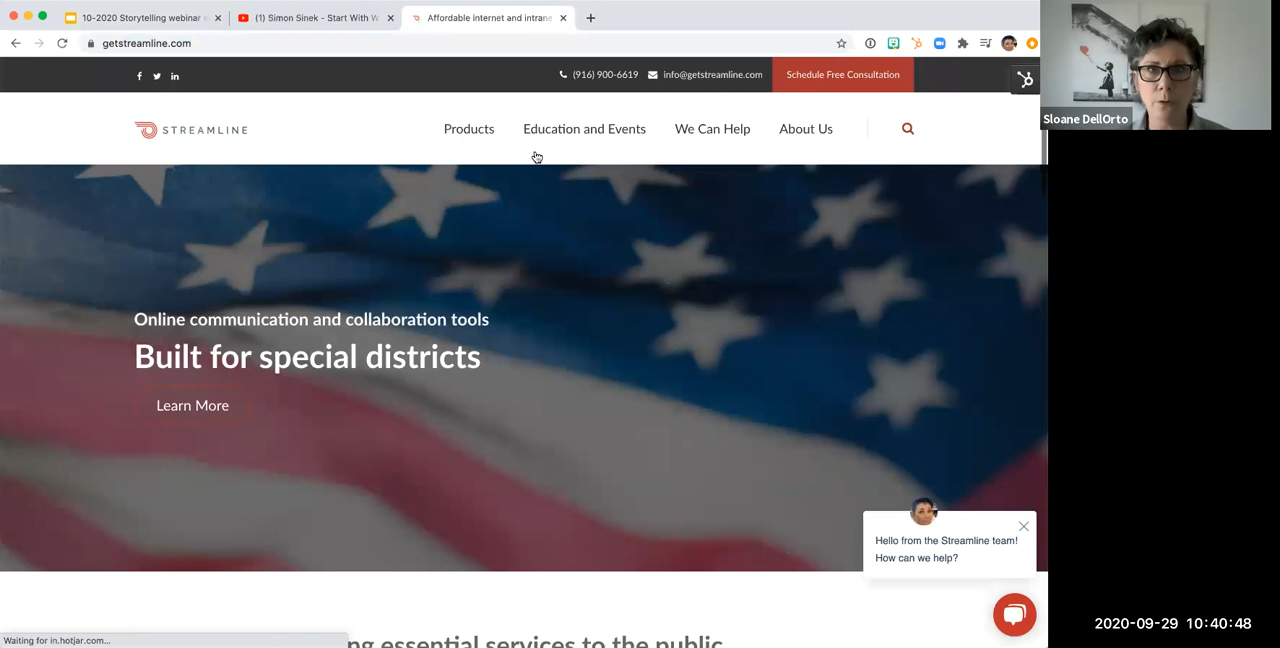 10-2020 Storytelling webinar
(1) Simon Sinek - Start With W
Affordable internet and intrane
getstreamline.com
(916) 900-6619
info@getstreamline.com
Schedule Free Consultation
STREAMLINE
Products
Education and Events
We Can Help
About Us
Online communication and collaboration tools
Built for special districts
Learn More
Hello from the Streamline team!
How can we help?
Waiting for in.hotjar.com...
essential services to the public
Sloane DellOrto
2020-09-29 10:40:48